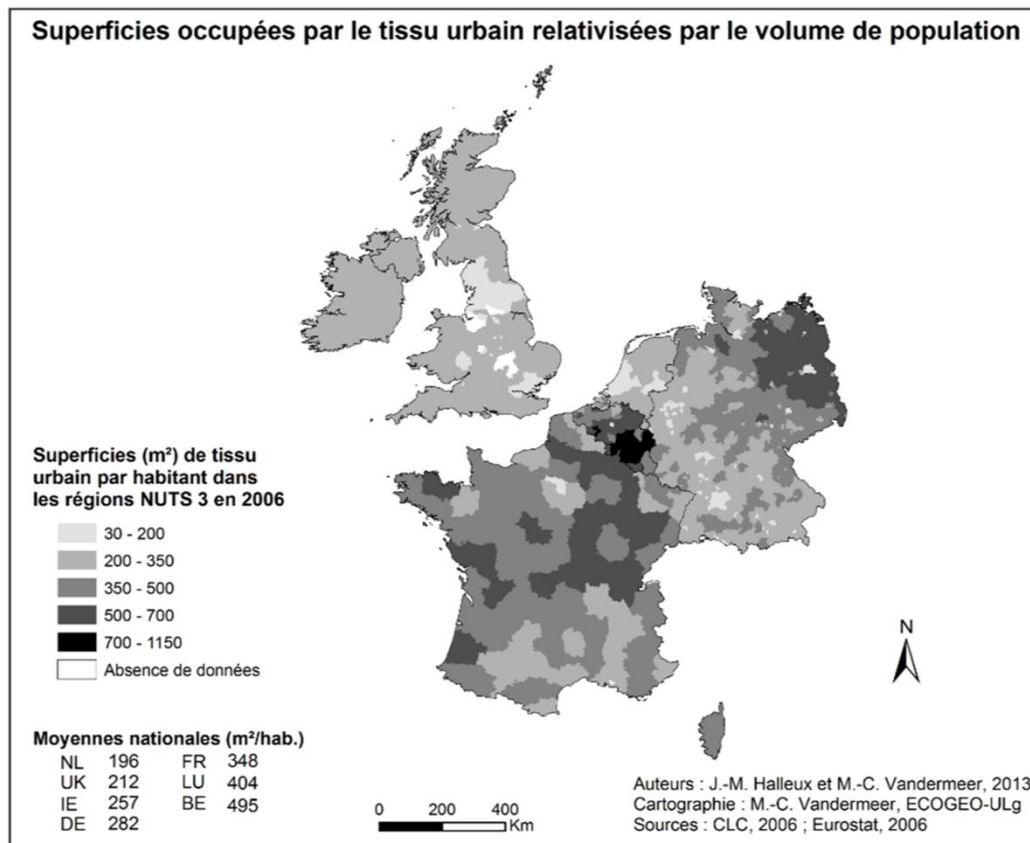 Superficies occupées par le tissu urbain relativisées par le volume de population
Superficies (m²) de tissu
urbain par habitant dans
les régions NUTS 3 en 2006
30 - 200
200 - 350
350 - 500
500 - 700
700 - 1150
Absence de données
N
Moyennes nationales (m²/hab.)
NL 196 FR 348
UK 212 LU 404
IE 257 BE 495
DE 282
0 200 400
Km
Auteurs : J.-M. Halleux et M.-C. Vandermeer, 2013
Cartographie : M.-C. Vandermeer, ECOGEO-ULg
Sources : CLC, 2006 ; Eurostat, 2006